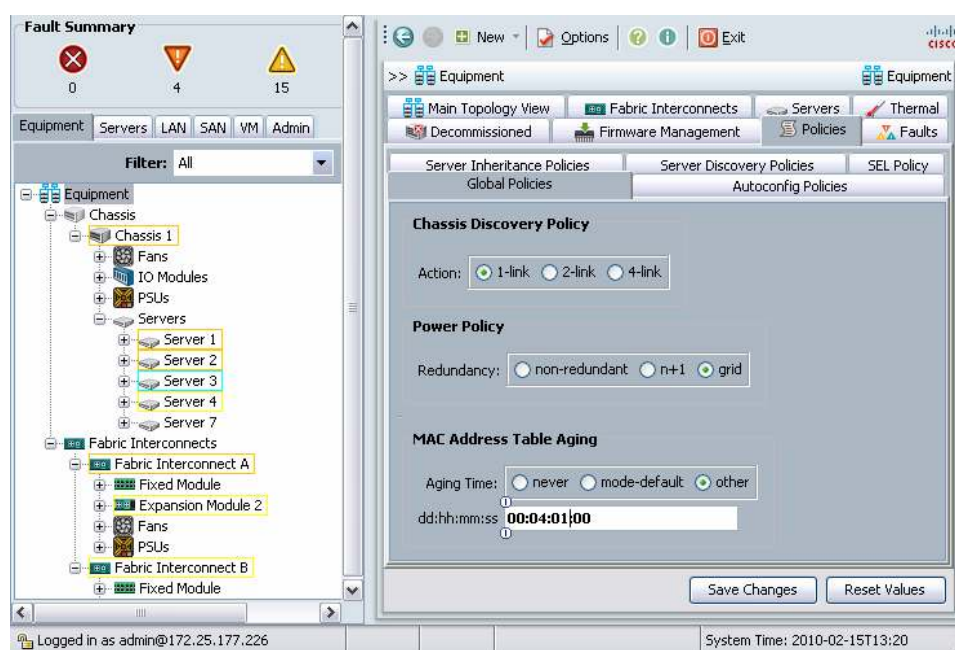 Fault Summary
0 4 15
Equipment Servers LAN SAN VM Admin
Filter: All
Equipment
Chassis
Chassis 1
Fans
IO Modules
PSUs
Servers
Server 1
Server 2
Server 3
Server 4
Server 7
Fabric Interconnects
Fabric Interconnect A
Fixed Module
Expansion Module 2
Fans
PSUs
Fabric Interconnect B
Fixed Module
New Options Exit
cisco
>> Equipment Equipment
Main Topology View Fabric Interconnects Servers Thermal
Decommissioned Firmware Management Policies Faults
Server Inheritance Policies Server Discovery Policies SEL Policy
Global Policies Autoconfig Policies
Chassis Discovery Policy
Action: 1-link 2-link 4-link
Power Policy
Redundancy: non-redundant n+1 grid
MAC Address Table Aging
Aging Time: never mode-default other
dd:hh:mm:ss 00:04:01:00
Save Changes Reset Values
Logged in as admin@172.25.177.226 System Time: 2010-02-15T13:20